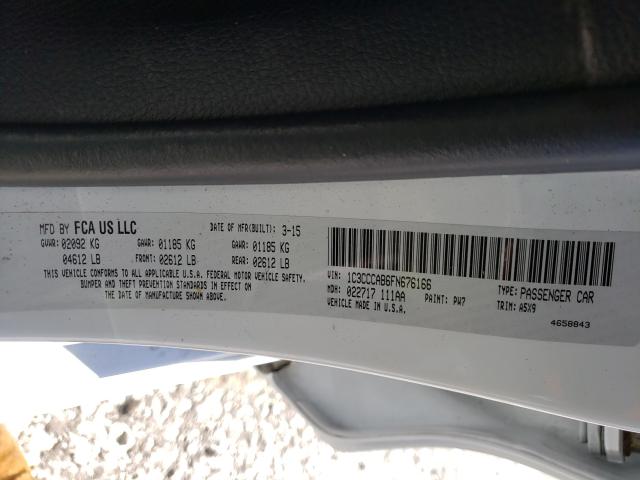 MFD BY FCA US LLC DATE OF MFR(BUILT): 3-15
GVWR: 02092 KG GAWR: 01185 KG GAWR: 01185 KG
04612 LB FRONT: 02612 LB REAR: 02612 LB
THIS VEHICLE CONFORMS TO ALL APPLICABLE U.S.A. FEDERAL MOTOR VEHICLE SAFETY,
BUMPER AND THEFT PREVENTION STANDARDS IN EFFECT ON
THE DATE OF MANUFACTURE SHOWN ABOVE.
VIN: 1C3CCCAB6FN676166 TYPE: PASSENGER CAR
MDH: 022717 111AA PAINT: PW7 TRIM: A5X9
VEHICLE MADE IN U.S.A. 4658843